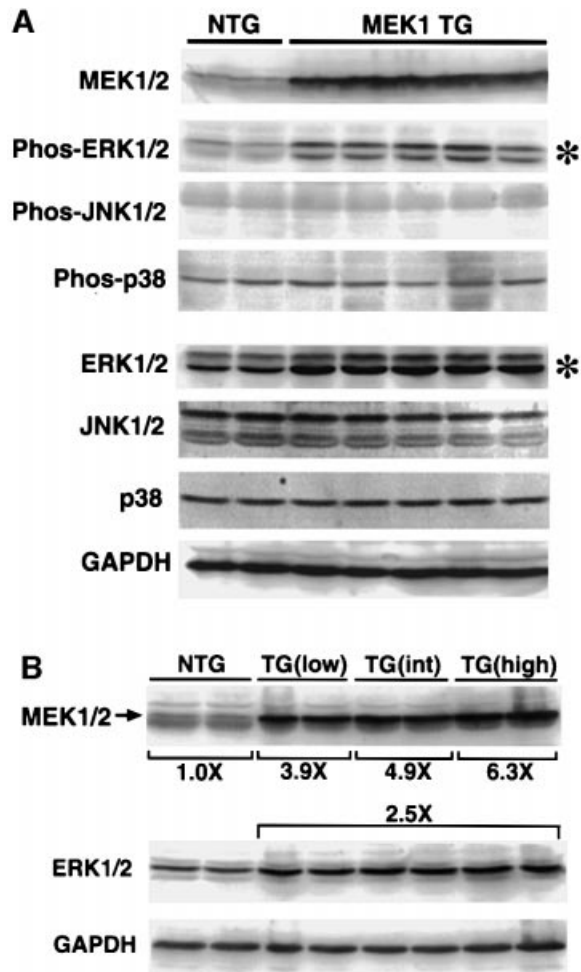 A
NTG MEK1 TG
MEK1/2
Phos-ERK1/2 *
Phos-JNK1/2
Phos-p38
ERK1/2 *
JNK1/2
p38
GAPDH
B
NTG TG(low) TG(int) TG(high)
MEK1/2
1.0X 3.9X 4.9X 6.3X
2.5X
ERK1/2
GAPDH